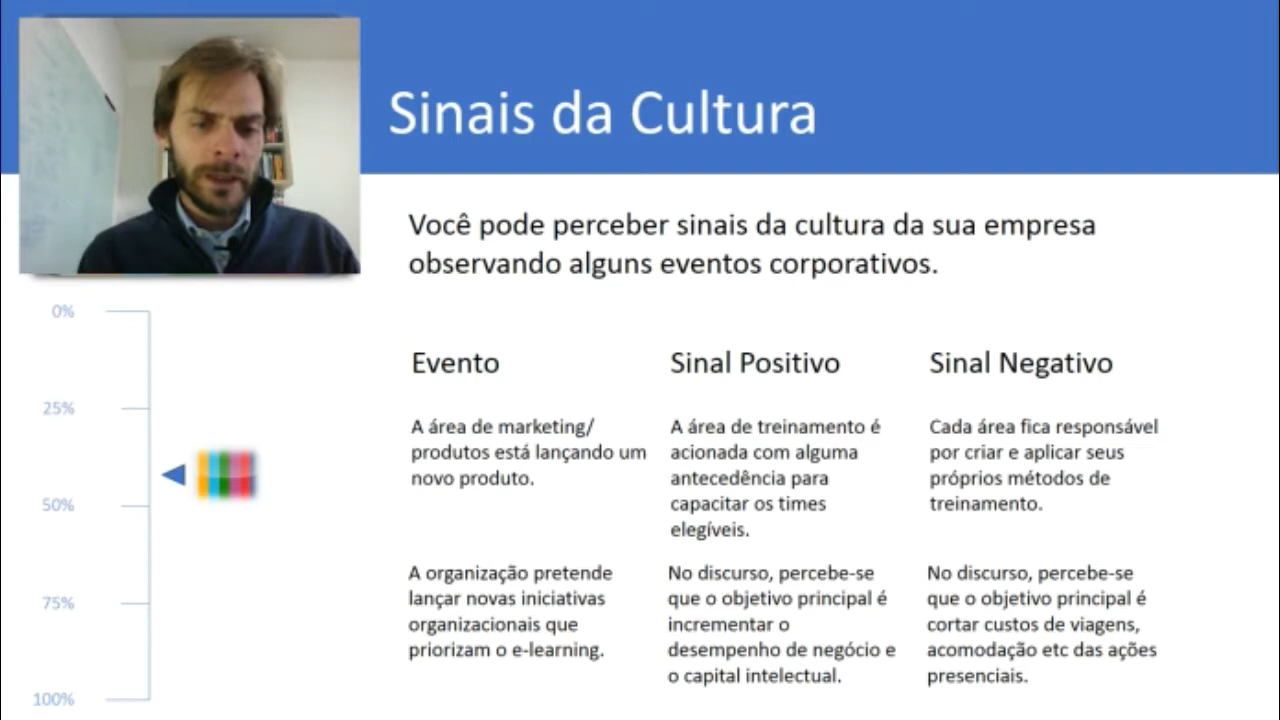 Sinais da Cultura
Você pode perceber sinais da cultura da sua empresa
observando alguns eventos corporativos.
0%
25%
50%
75%
100%
Evento
Sinal Positivo
Sinal Negativo
A área de marketing/
produtos está lançando um
novo produto.
A área de treinamento é
acionada com alguma
antecedência para
capacitar os times
elegíveis.
Cada área fica responsável
por criar e aplicar seus
próprios métodos de
treinamento.
A organização pretende
lançar novas iniciativas
organizacionais que
priorizam o e-learning.
No discurso, percebe-se
que o objetivo principal é
incrementar o
desempenho de negócio e
o capital intelectual.
No discurso, percebe-se
que o objetivo principal é
cortar custos de viagens,
acomodação etc das ações
presenciais.